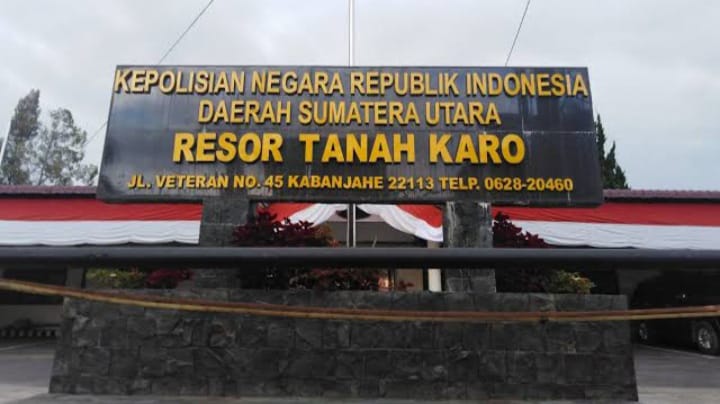 KEPOLISIAN NEGARA REPUBLIK INDONESIA
DAERAH SUMATERA UTARA
RESOR TANAH KARO
JL. VETERAN NO. 45 KABANJAHE 22113 TELP. 0628-20460